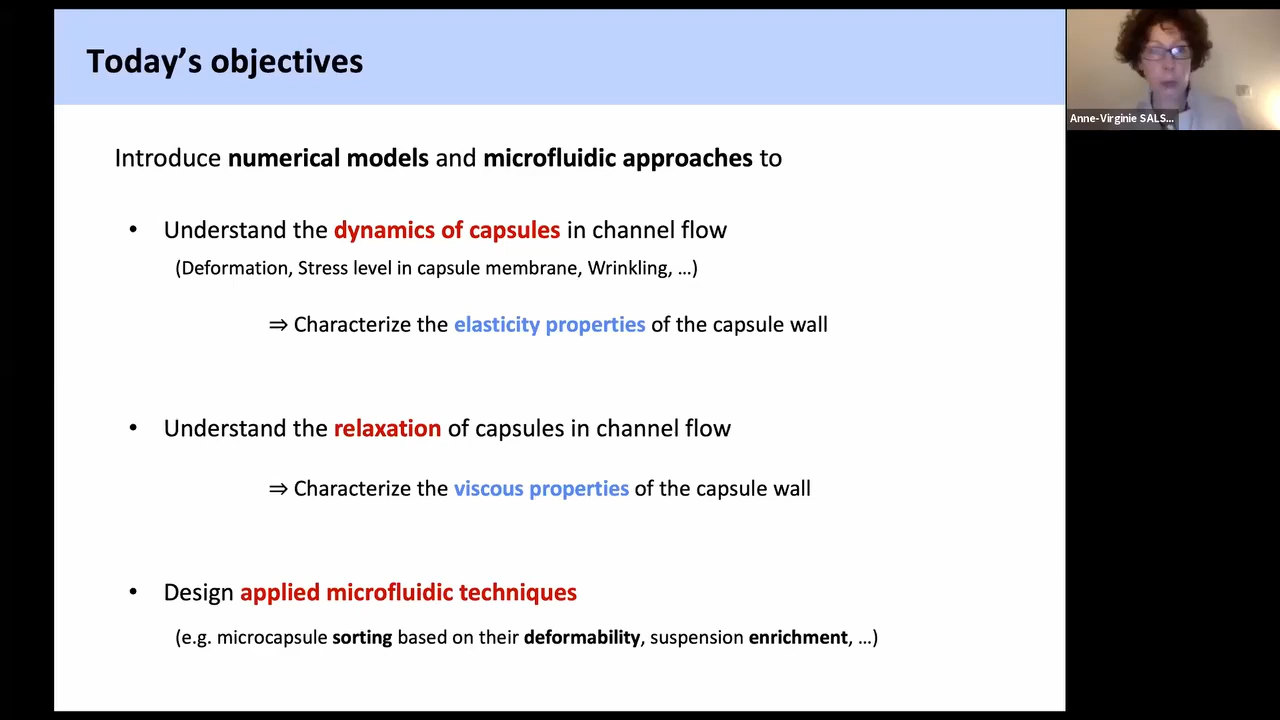 Today's objectives
Anne-Virginie SALS...
Introduce numerical models and microfluidic approaches to
• Understand the dynamics of capsules in channel flow
(Deformation, Stress level in capsule membrane, Wrinkling, ...)
⇒ Characterize the elasticity properties of the capsule wall
• Understand the relaxation of capsules in channel flow
⇒ Characterize the viscous properties of the capsule wall
• Design applied microfluidic techniques
(e.g. microcapsule sorting based on their deformability, suspension enrichment, ...)